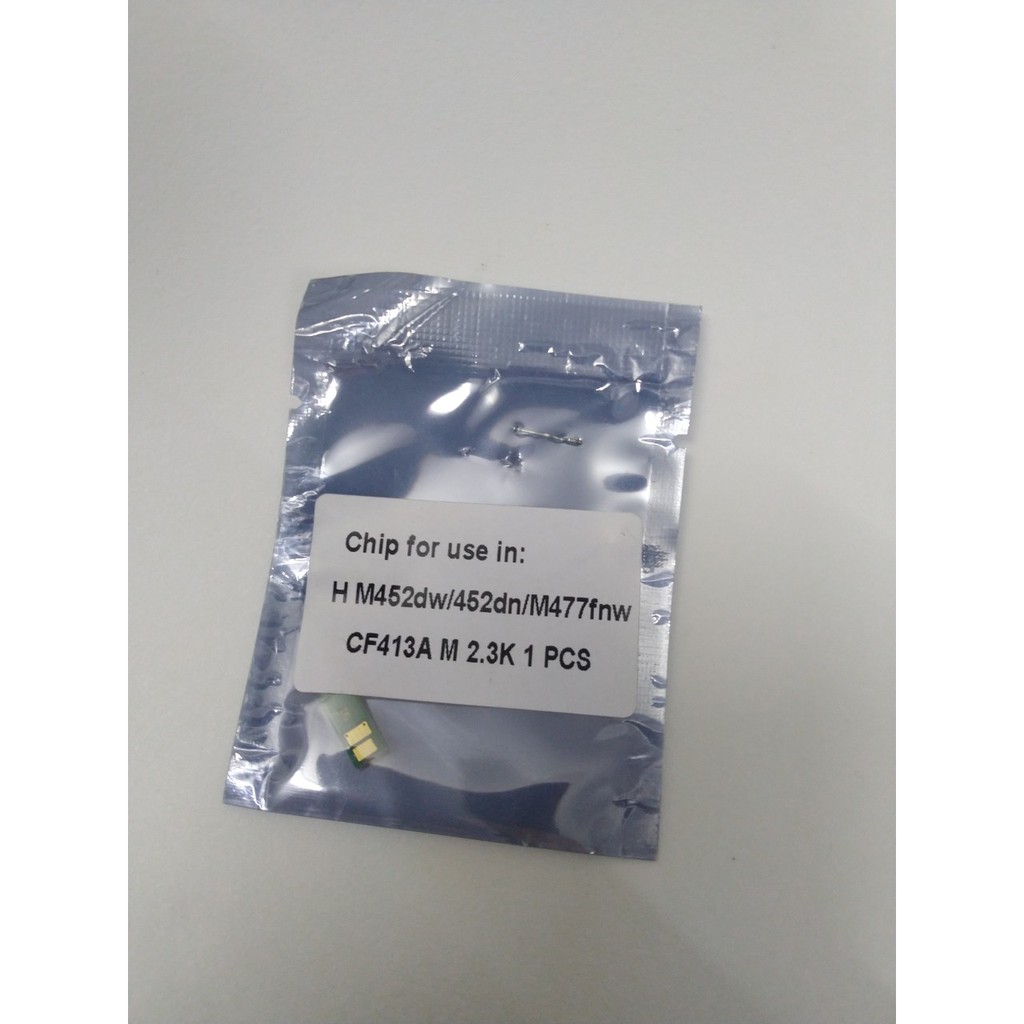 Chip for use in:
H M452dw/452dn/M477fnw
CF413A M 2.3K 1 PCS